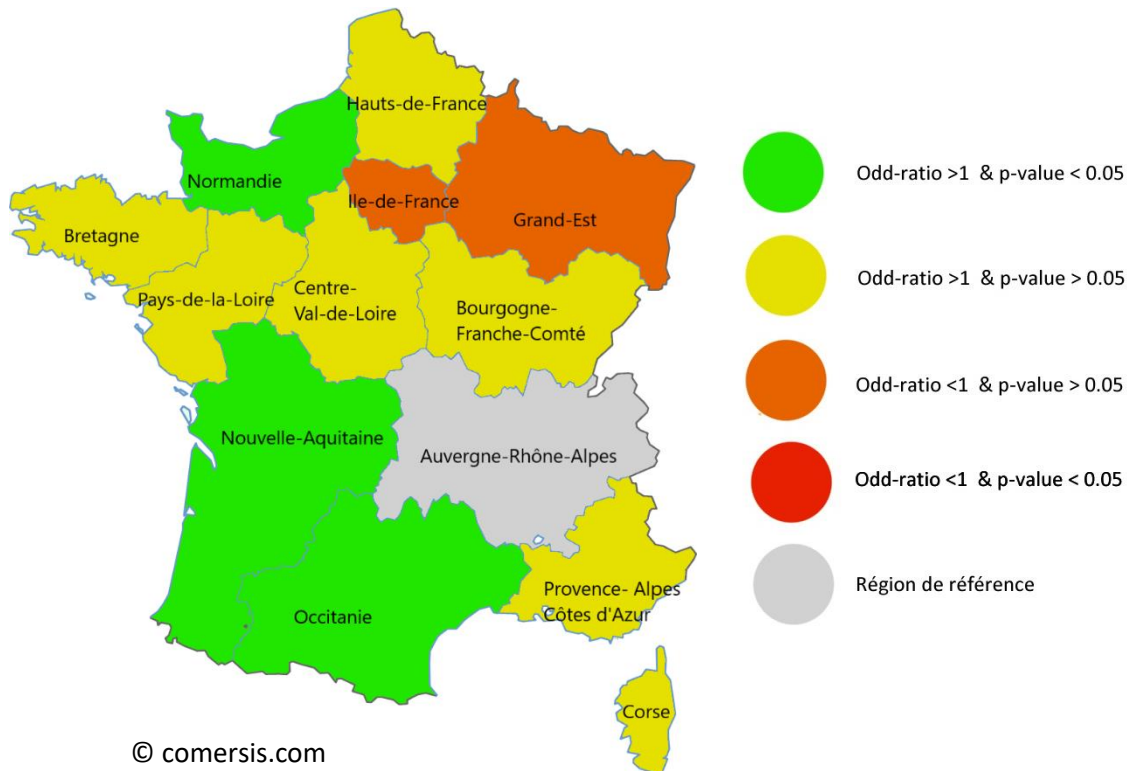 Hauts-de-France
Normandie
Ile-de-France
Grand-Est
Bretagne
Pays-de-la-Loire
Centre-
Val-de-Loire
Bourgogne-
Franche-Comté
Nouvelle-Aquitaine
Auvergne-Rhône-Alpes
Occitanie
Provence- Alpes
Côtes d'Azur
Corse
© comersis.com
Odd-ratio >1 & p-value < 0.05
Odd-ratio >1 & p-value > 0.05
Odd-ratio <1 & p-value > 0.05
Odd-ratio <1 & p-value < 0.05
Région de référence